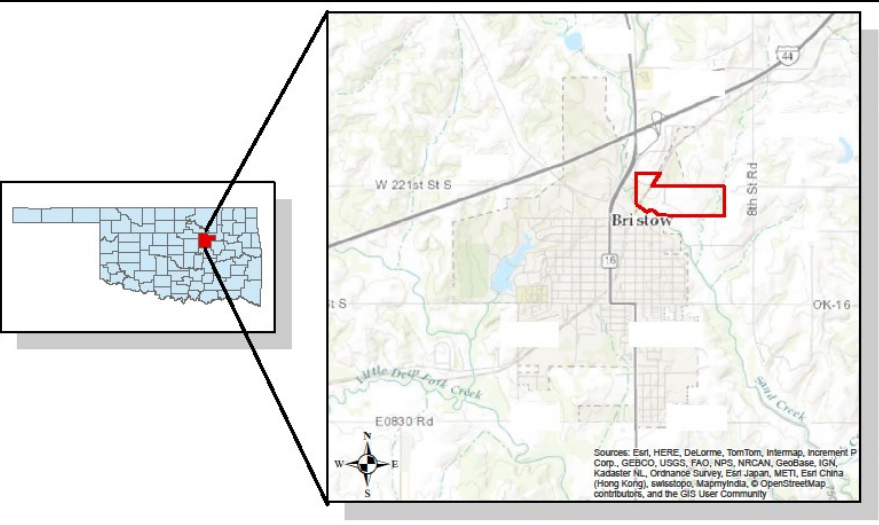 44
W 221st St S
8th St Rd
Bristow
16
t S
OK-16
Little Deep Fork Creek
Sand Creek
E0830 Rd
N
W
E
S
Sources: Esri, HERE, DeLorme, TomTom, Intermap, increment P
Corp., GEBCO, USGS, FAO, NPS, NRCAN, GeoBase, IGN,
Kadaster NL, Ordnance Survey, Esri Japan, METI, Esri China
(Hong Kong), swisstopo, MapmyIndia, © OpenStreetMap
contributors, and the GIS User Community